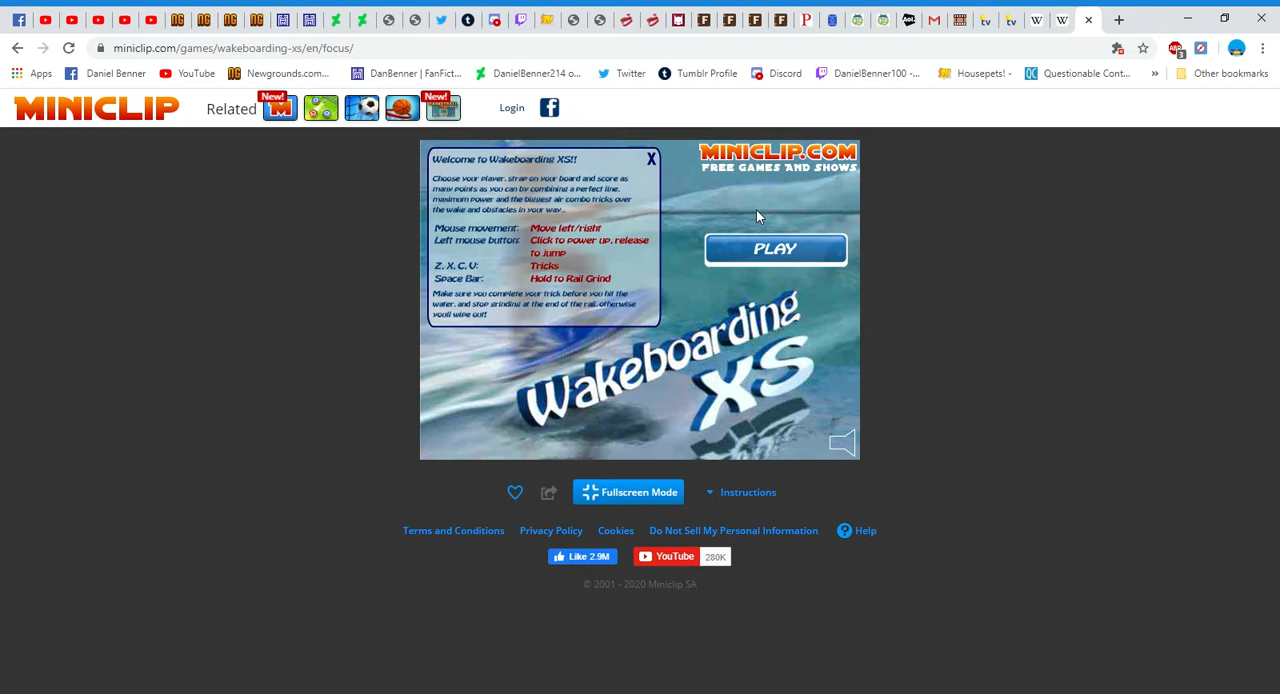 miniclip.com/games/wakeboarding-xs/en/focus/
3
Apps Daniel Benner YouTube Newgrounds.com... DanBenner | FanFict... DanielBenner214 o... Twitter Tumblr Profile Discord DanielBenner100 -... Housepets! - Questionable Cont... » Other bookmarks
MINICLIP Related New! New! Login
Welcome to Wakeboarding XS!! X
Choose your player, strap on your board and score as
many points as you can by combining a perfect line,
maximum power and the biggest air combo tricks over
the wake and obstacles in your way...
Mouse movement: Move left/right
Left mouse button: Click to power up, release
to jump
Z, X, C, V: Tricks
Space Bar: Hold to Rail Grind
Make sure you complete your trick before you hit the
water, and stop grinding at the end of the rail, otherwise
youll wipe out!
MINICLIP.COM
FREE GAMES AND SHOWS
PLAY
Wakeboarding
XS
Fullscreen Mode Instructions
Terms and Conditions Privacy Policy Cookies Do Not Sell My Personal Information Help
Like 2.9M YouTube 280K
© 2001 - 2020 Miniclip SA